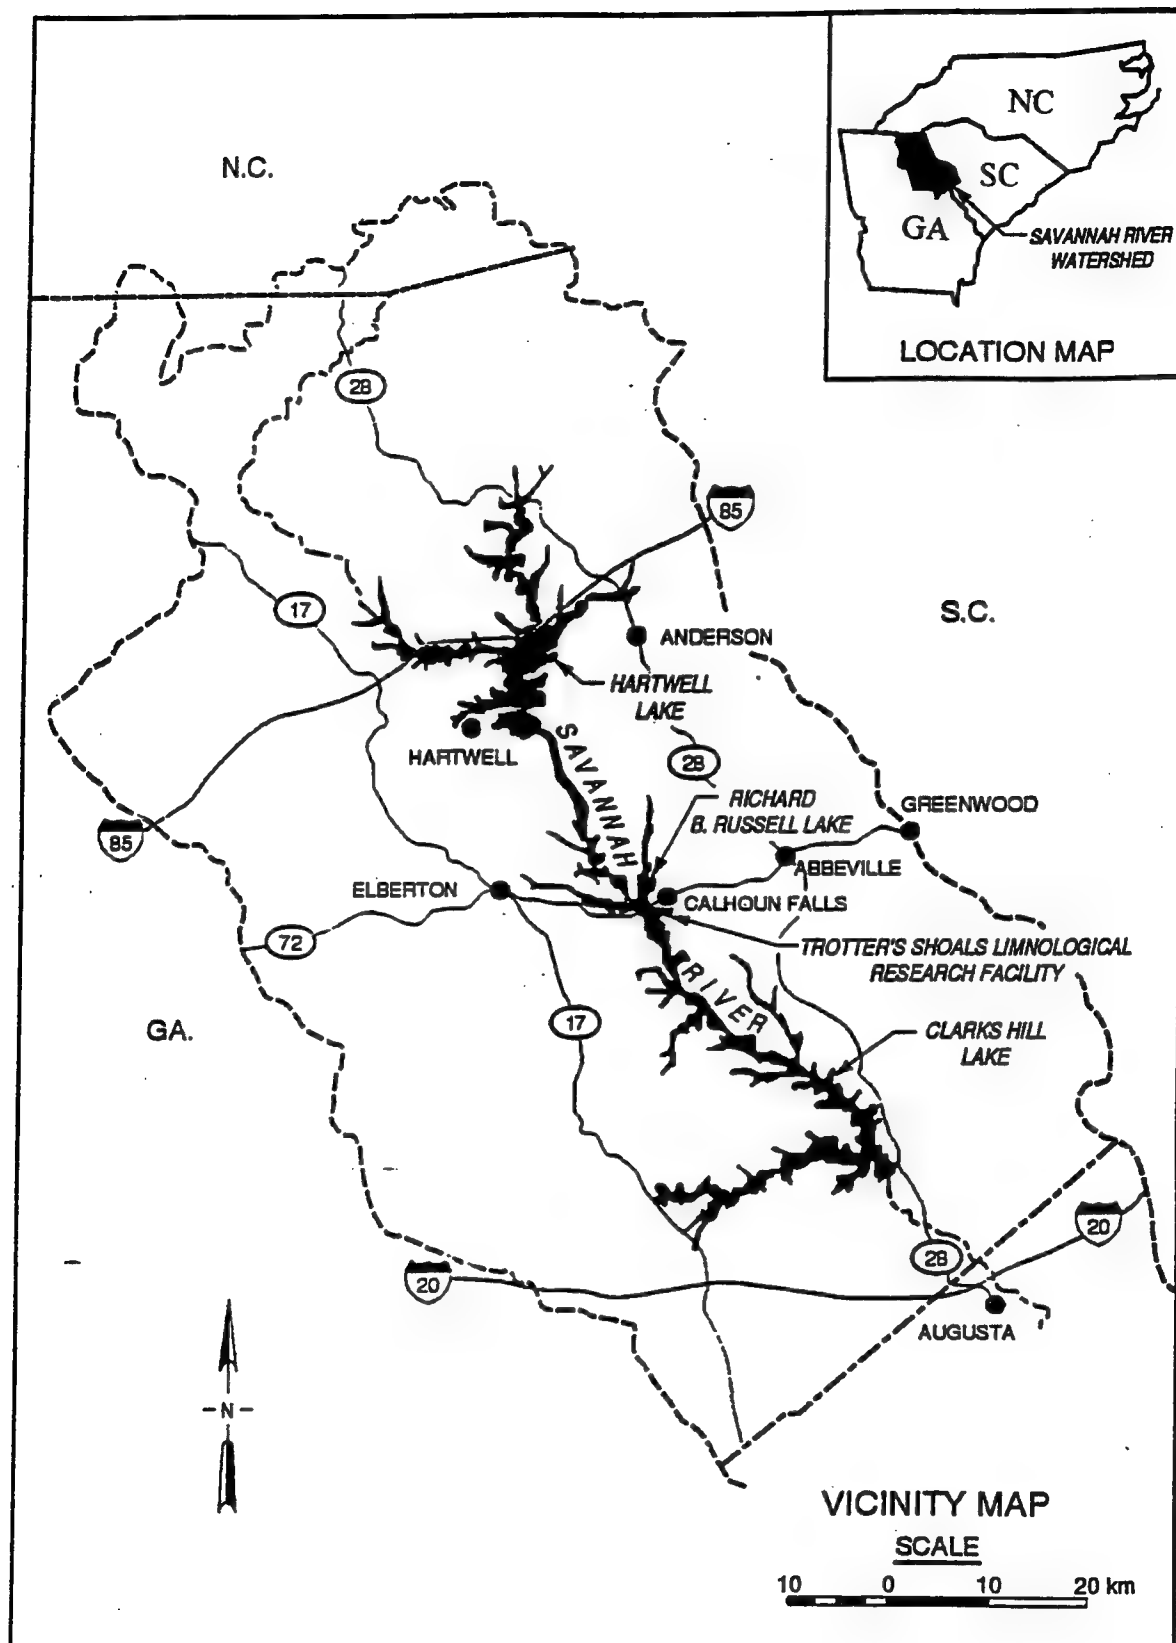 N.C.
NC
SC
GA
SAVANNAH RIVER
WATERSHED
LOCATION MAP
28
85
17
S.C.
ANDERSON
HARTWELL
LAKE
HARTWELL
SAVANNAH
28
RICHARD
B. RUSSELL LAKE
GREENWOOD
85
ABBEVILLE
ELBERTON
CALHOUN FALLS
72
TROTTER'S SHOALS LIMNOLOGICAL
RESEARCH FACILITY
RIVER
GA.
17
CLARKS HILL
LAKE
20
28
20
AUGUSTA
N
VICINITY MAP
SCALE
10 0 10 20 km